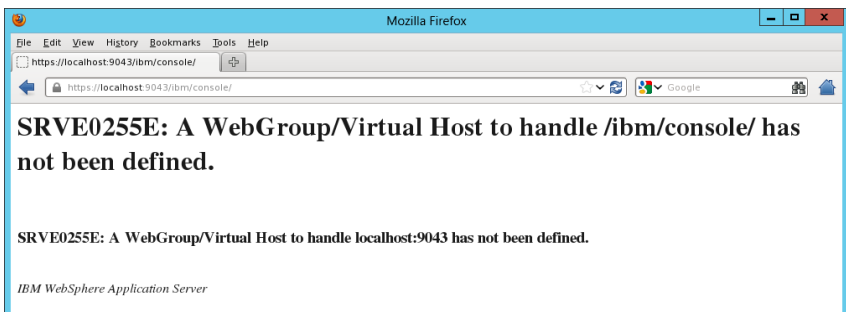 Mozilla Firefox
File Edit View History Bookmarks Tools Help
https://localhost:9043/ibm/console/
https://localhost:9043/ibm/console/ Google
SRVE0255E: A WebGroup/Virtual Host to handle /ibm/console/ has
not been defined.
SRVE0255E: A WebGroup/Virtual Host to handle localhost:9043 has not been defined.
IBM WebSphere Application Server